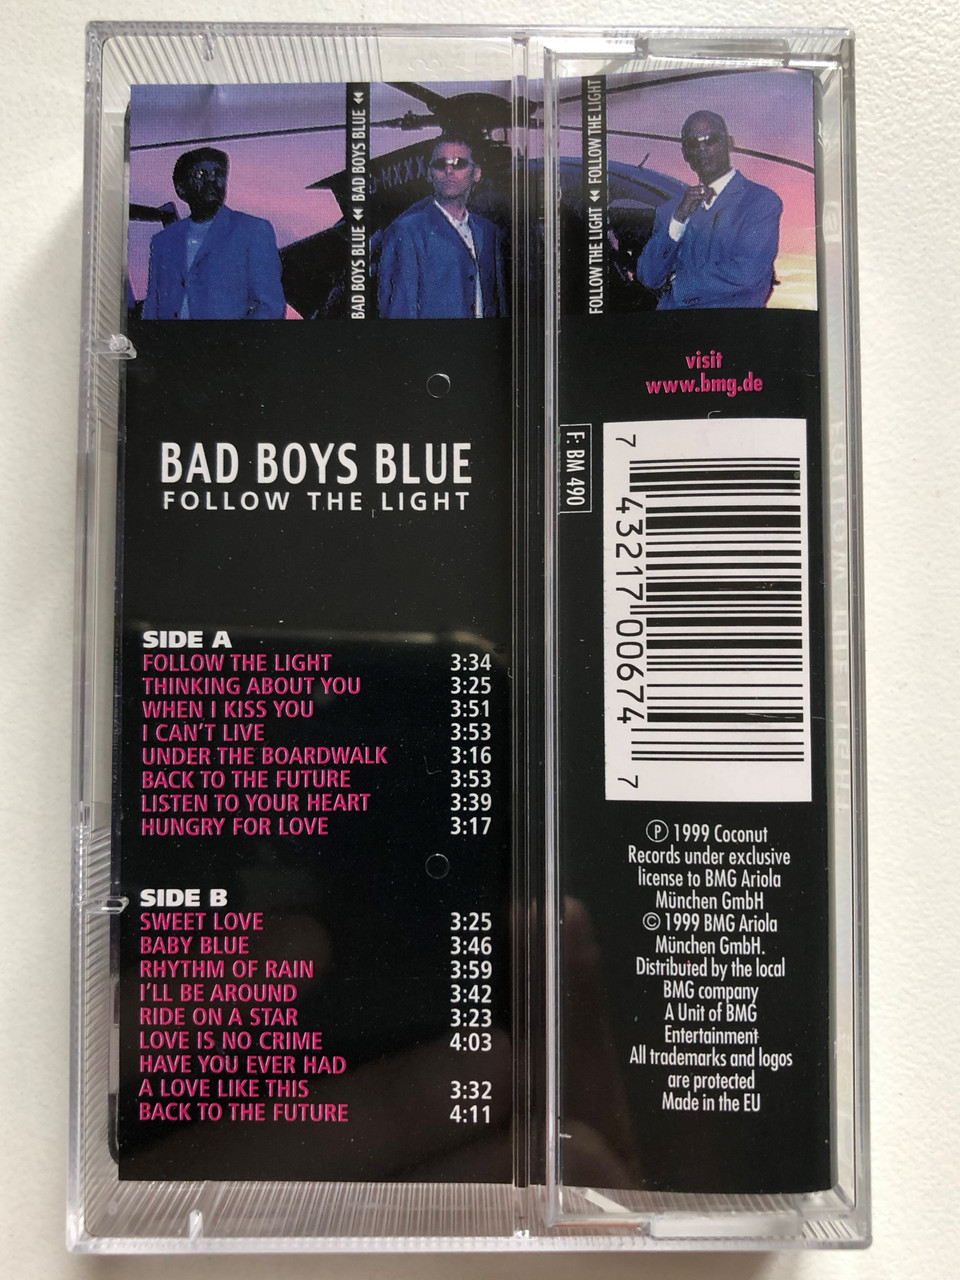 BAD BOYS BLUE BAD BOYS BLUE
FOLLOW THE LIGHT FOLLOW THE LIGHT
BAD BOYS BLUE
FOLLOW THE LIGHT
SIDE A
FOLLOW THE LIGHT 3:34
THINKING ABOUT YOU 3:25
WHEN I KISS YOU 3:51
I CAN'T LIVE 3:53
UNDER THE BOARDWALK 3:16
BACK TO THE FUTURE 3:53
LISTEN TO YOUR HEART 3:39
HUNGRY FOR LOVE 3:17
SIDE B
SWEET LOVE 3:25
BABY BLUE 3:46
RHYTHM OF RAIN 3:59
I'LL BE AROUND 3:42
RIDE ON A STAR 3:23
LOVE IS NO CRIME 4:03
HAVE YOU EVER HAD
A LOVE LIKE THIS 3:32
BACK TO THE FUTURE 4:11
visit
www.bmg.de
F: BM 490
7 43217 00674 7
Ⓟ 1999 Coconut
Records under exclusive
license to BMG Ariola
München GmbH
© 1999 BMG Ariola
München GmbH.
Distributed by the local
BMG company
A Unit of BMG
Entertainment
All trademarks and logos
are protected
Made in the EU